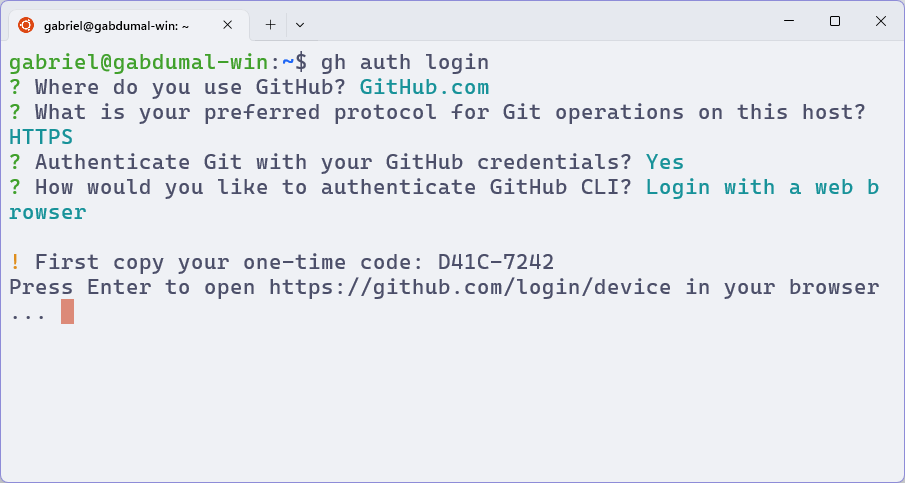 gabriel@gabdumal-win: ~
gabriel@gabdumal-win:~$ gh auth login
? Where do you use GitHub? GitHub.com
? What is your preferred protocol for Git operations on this host?
HTTPS
? Authenticate Git with your GitHub credentials? Yes
? How would you like to authenticate GitHub CLI? Login with a web b
rowser
! First copy your one-time code: D41C-7242
Press Enter to open https://github.com/login/device in your browser
...